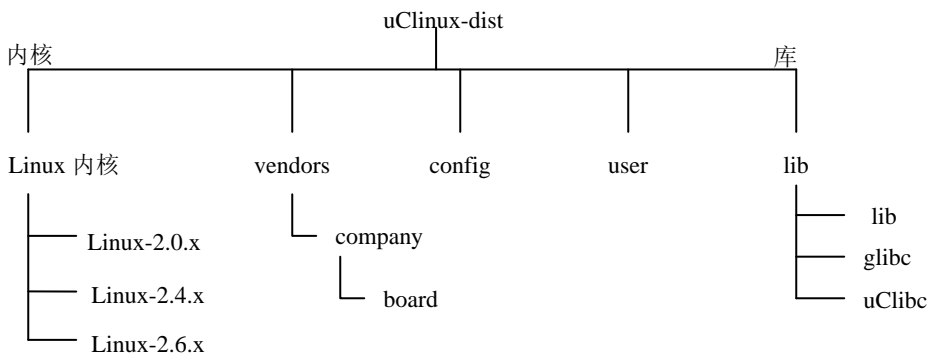 uClinux-dist
内核
库
Linux 内核
vendors
config
user
lib
Linux-2.0.x
Linux-2.4.x
Linux-2.6.x
company
board
lib
glibc
uClibc